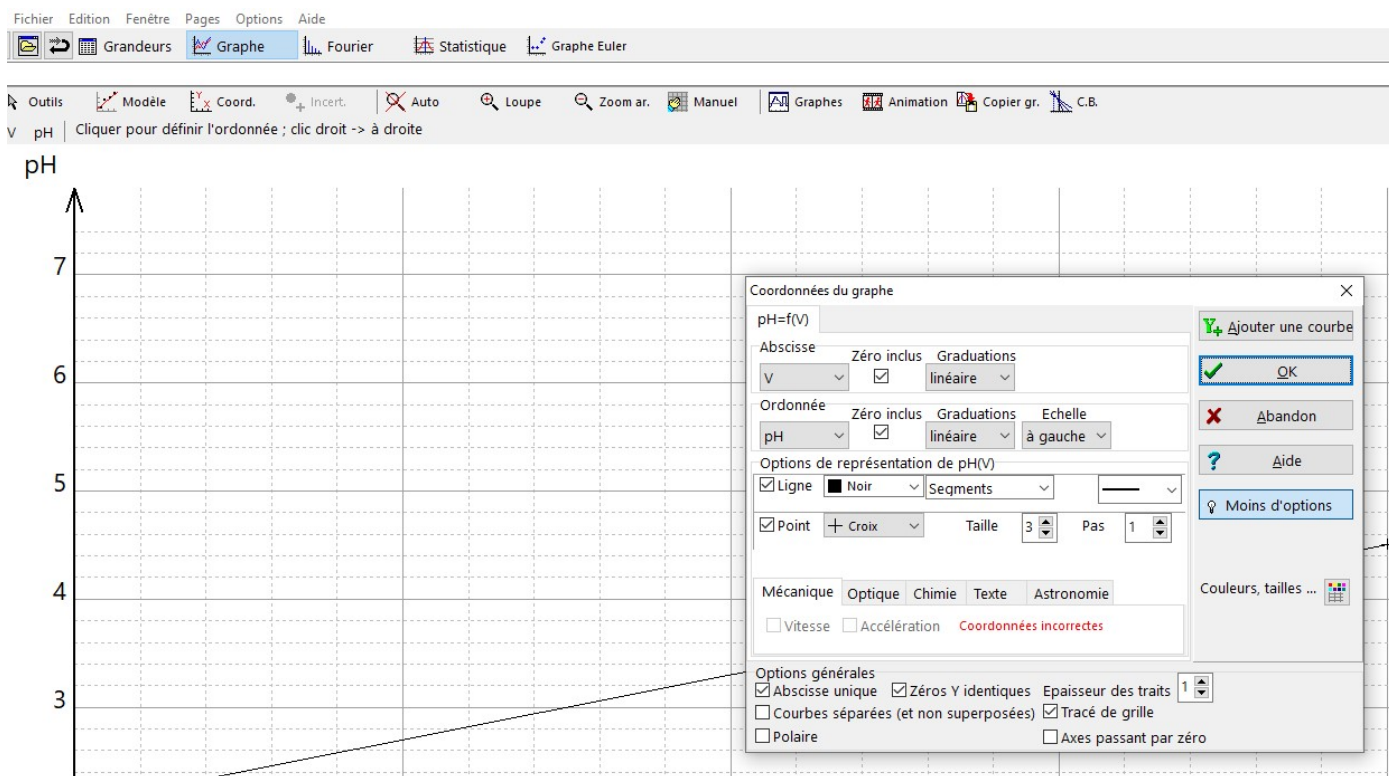 Fichier Edition Fenêtre Pages Options Aide
Grandeurs Graphe Fourier Statistique Graphe Euler
Outils Modèle Coord. Incert. Auto Loupe Zoom ar. Manuel Graphes Animation Copier gr. C.B.
V pH Cliquer pour définir l'ordonnée ; clic droit -> à droite
pH
7
6
5
4
3
Coordonnées du graphe
pH=f(V)
Abscisse
Zéro inclus Graduations
V linéaire
Ordonnée
Zéro inclus Graduations Echelle
pH linéaire à gauche
Options de représentation de pH(V)
Ligne Noir Segments
Point Croix Taille 3 Pas 1
Mécanique Optique Chimie Texte Astronomie
Vitesse Accélération Coordonnées incorrectes
Options générales
Abscisse unique Zéros Y identiques Epaisseur des traits 1
Courbes séparées (et non superposées) Tracé de grille
Polaire Axes passant par zéro
Ajouter une courbe
OK
Abandon
Aide
Moins d'options
Couleurs, tailles ...